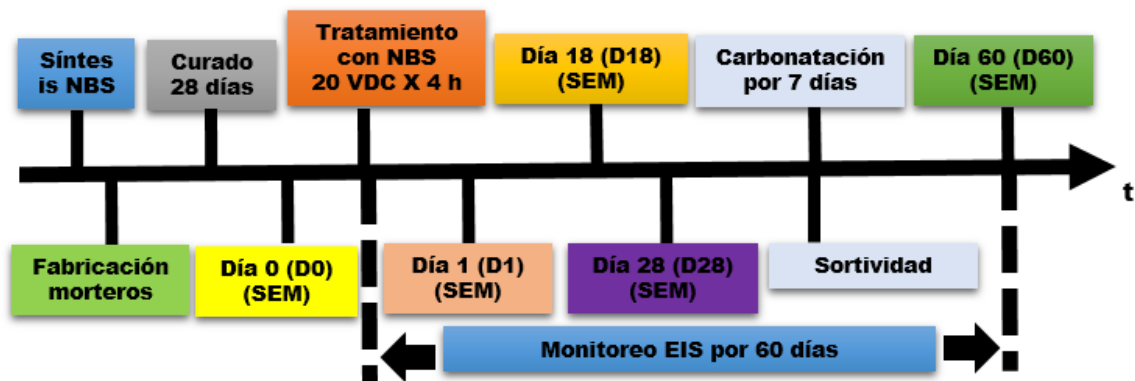 Síntes
is NBS
Curado
28 días
Tratamiento
con NBS
20 VDC X 4 h
Día 18 (D18)
(SEM)
Carbonatación
por 7 días
Día 60 (D60)
(SEM)
t
Fabricación
morteros
Día 0 (D0)
(SEM)
Día 1 (D1)
(SEM)
Día 28 (D28)
(SEM)
Sortividad
Monitoreo EIS por 60 días